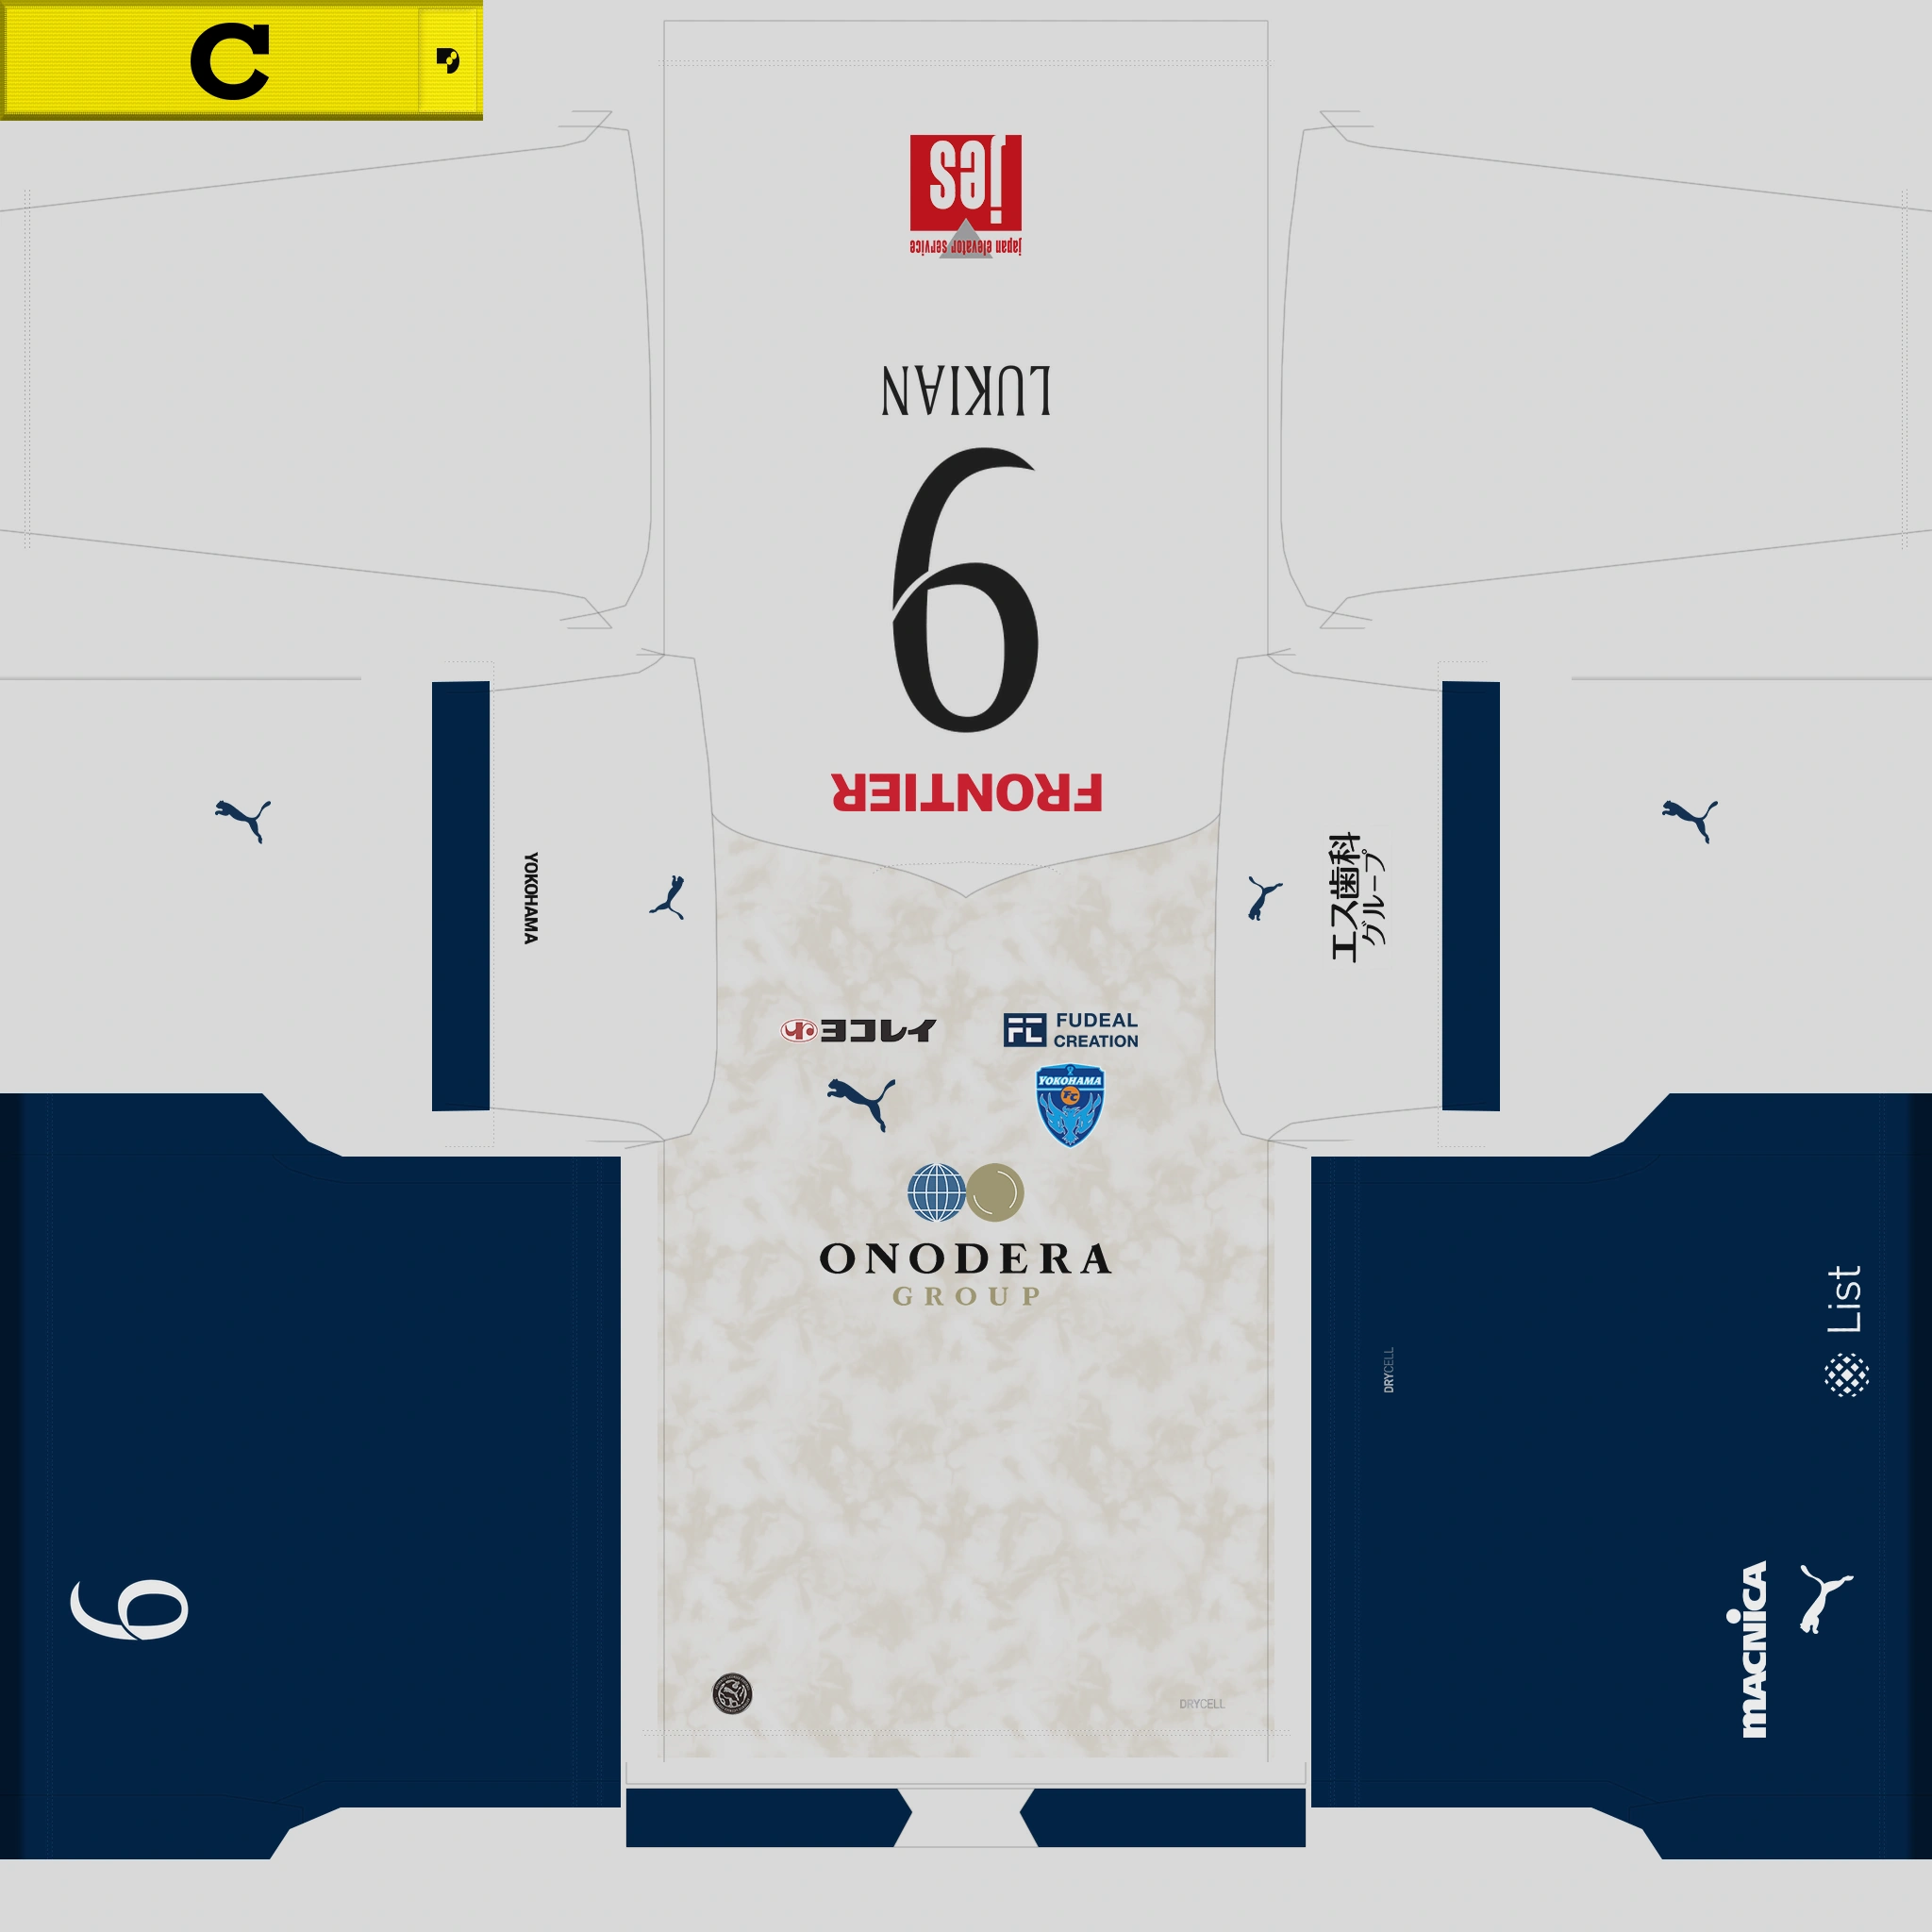 C
jes
japan elevator service
LUKIAN
9
FRONTIER
YOKOHAMA
エス歯科
グループ
ヨコレイ
FUDEAL
CREATION
YOKOHAMA
FC
ONODERA
GROUP
DRYCELL
9
DRYCELL
List
macnica